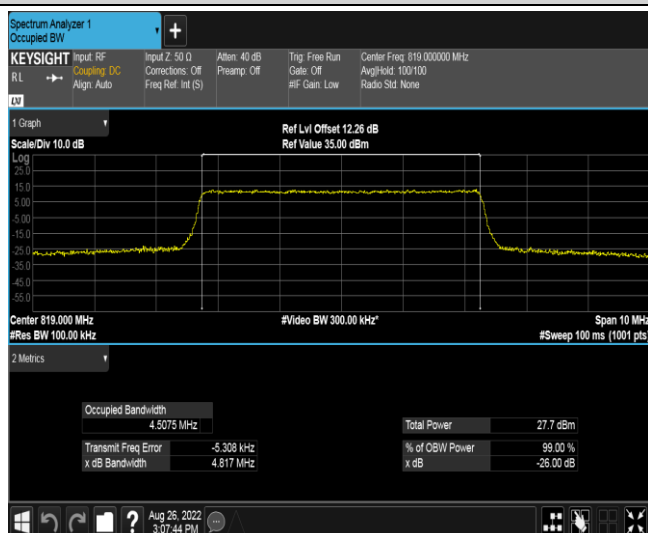 Spectrum Analyzer 1
Occupied BW
KEYSIGHT
R L
LXI
Input: RF
Coupling: DC
Align: Auto
Input Z: 50 Ω
Corrections: Off
Freq Ref: Int (S)
Atten: 40 dB
Preamp: Off
Trig: Free Run
Gate: Off
#IF Gain: Low
Center Freq: 819.000000 MHz
Avg|Hold: 100/100
Radio Std: None
1 Graph
Scale/Div 10.0 dB
Ref Lvl Offset 12.26 dB
Ref Value 35.00 dBm
Log
25.0
15.0
5.00
-5.00
-15.0
-25.0
-35.0
-45.0
-55.0
Center 819.000 MHz
#Res BW 100.00 kHz
#Video BW 300.00 kHz*
Span 10 MHz
#Sweep 100 ms (1001 pts)
2 Metrics
Occupied Bandwidth
4.5075 MHz
Transmit Freq Error -5.308 kHz
x dB Bandwidth 4.817 MHz
Total Power 27.7 dBm
% of OBW Power 99.00 %
x dB -26.00 dB
Aug 26, 2022
3:07:44 PM